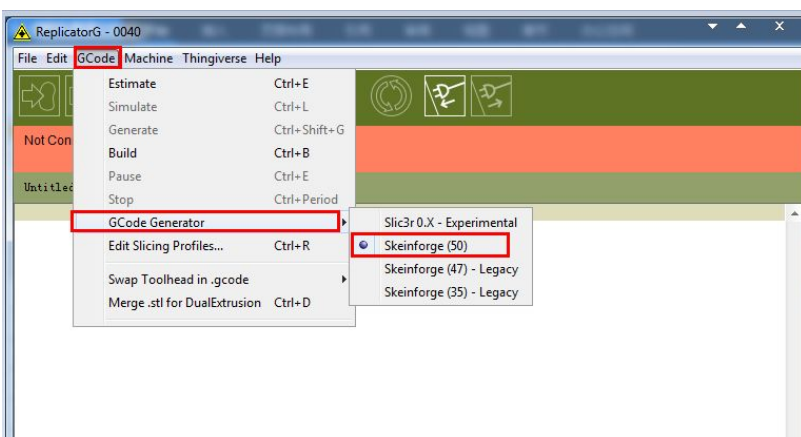 ReplicatorG - 0040
File Edit GCode Machine Thingiverse Help
Estimate Ctrl+E
Simulate Ctrl+L
Generate Ctrl+Shift+G
Not Con
Build Ctrl+B
Pause Ctrl+E
Untitled
Stop Ctrl+Period
GCode Generator
Slic3r 0.X - Experimental
Edit Slicing Profiles... Ctrl+R
Skeinforge (50)
Swap Toolhead in .gcode
Skeinforge (47) - Legacy
Merge .stl for DualExtrusion Ctrl+D
Skeinforge (35) - Legacy